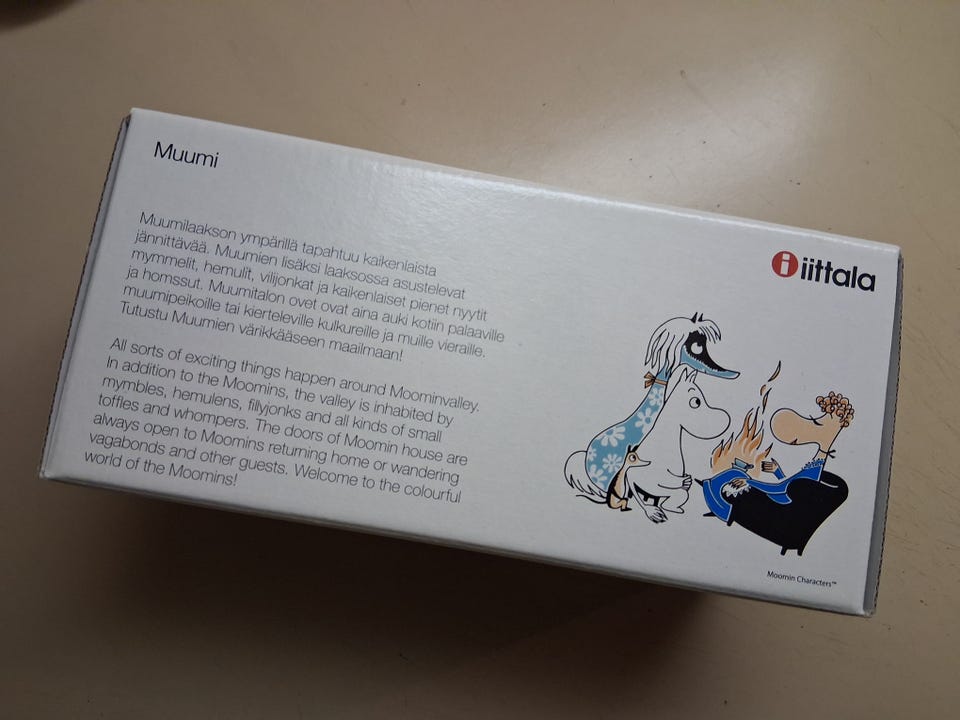 Muumi
Muumilaakson ympärillä tapahtuu kaikenlaista
jännittävää. Muumien lisäksi laaksossa asustelevat
mymmelit, hemulit, vilijonkat ja kaikenlaiset pienet nyytit
ja homssut. Muumitalon ovet ovat aina auki kotiin palaaville
muumipeikoille tai kierteleville kulkureille ja muille vieraille.
Tutustu Muumien värikkääseen maailmaan!
All sorts of exciting things happen around Moominvalley.
In addition to the Moomins, the valley is inhabited by
mymbles, hemulens, fillyjonks and all kinds of small
toffles and whompers. The doors of Moomin house are
always open to Moomins returning home or wandering
vagabonds and other guests. Welcome to the colourful
world of the Moomins!
i iittala
Moomin Characters™